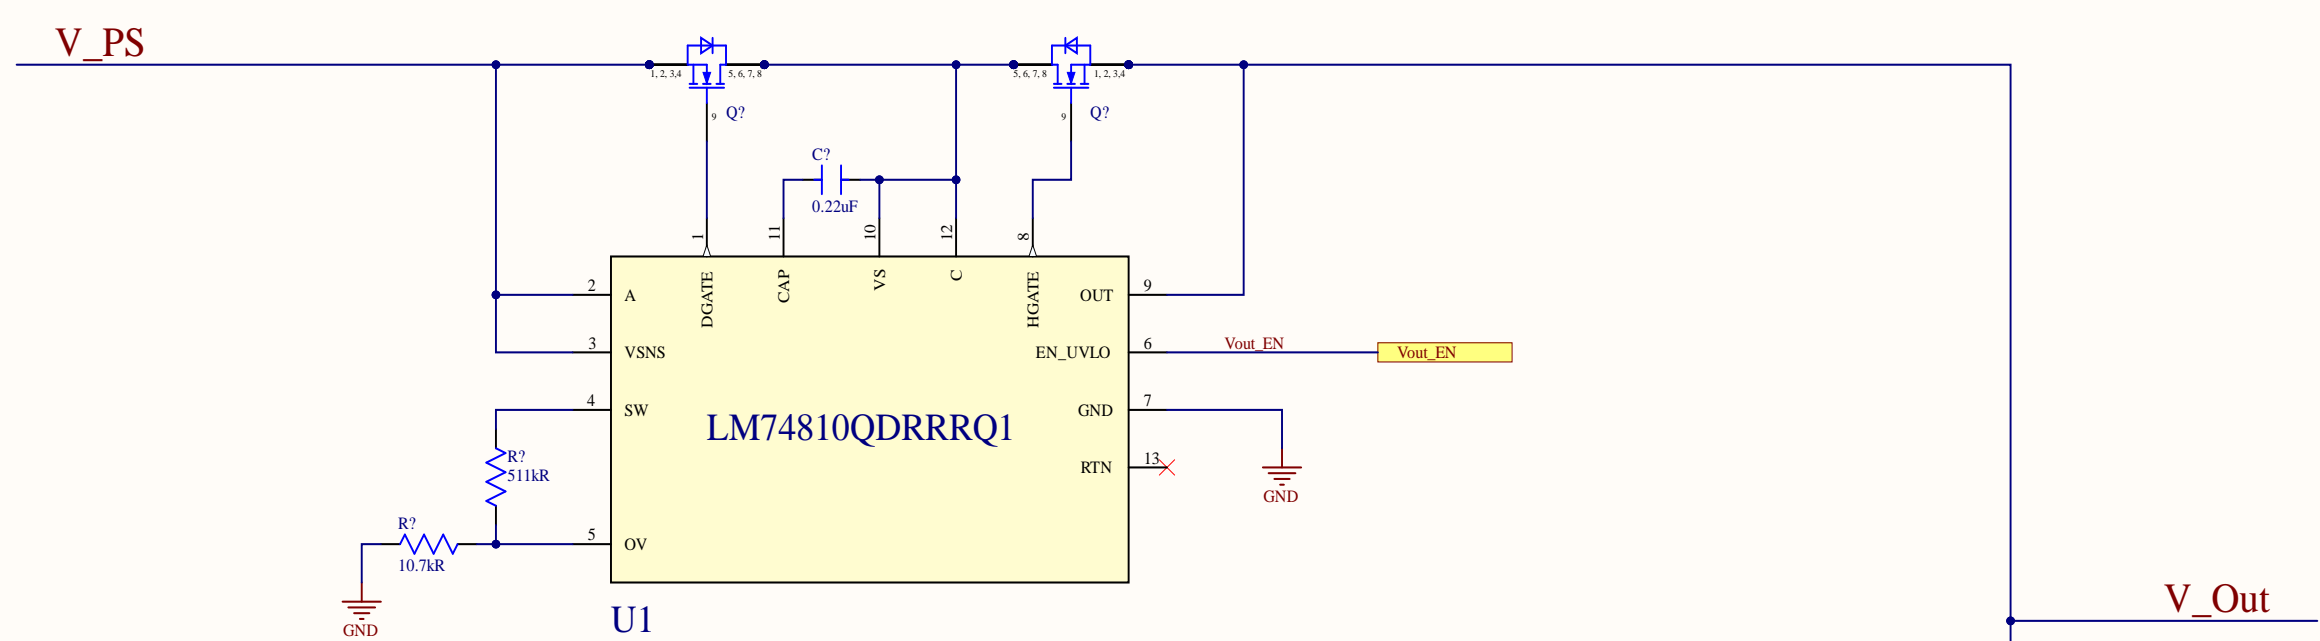 V_PS
1, 2, 3,4
5, 6, 7, 8
9
Q?
5, 6, 7, 8
1, 2, 3,4
9
Q?
C?
0.22uF
1
11
10
12
8
DGATE
CAP
VS
C
HGATE
2
A
OUT
9
3
VSNS
EN_UVLO
6
Vout_EN
Vout_EN
4
SW
GND
7
LM74810QDRRRQ1
RTN
13
GND
R?
511kR
R?
10.7kR
5
OV
GND
U1
V_Out